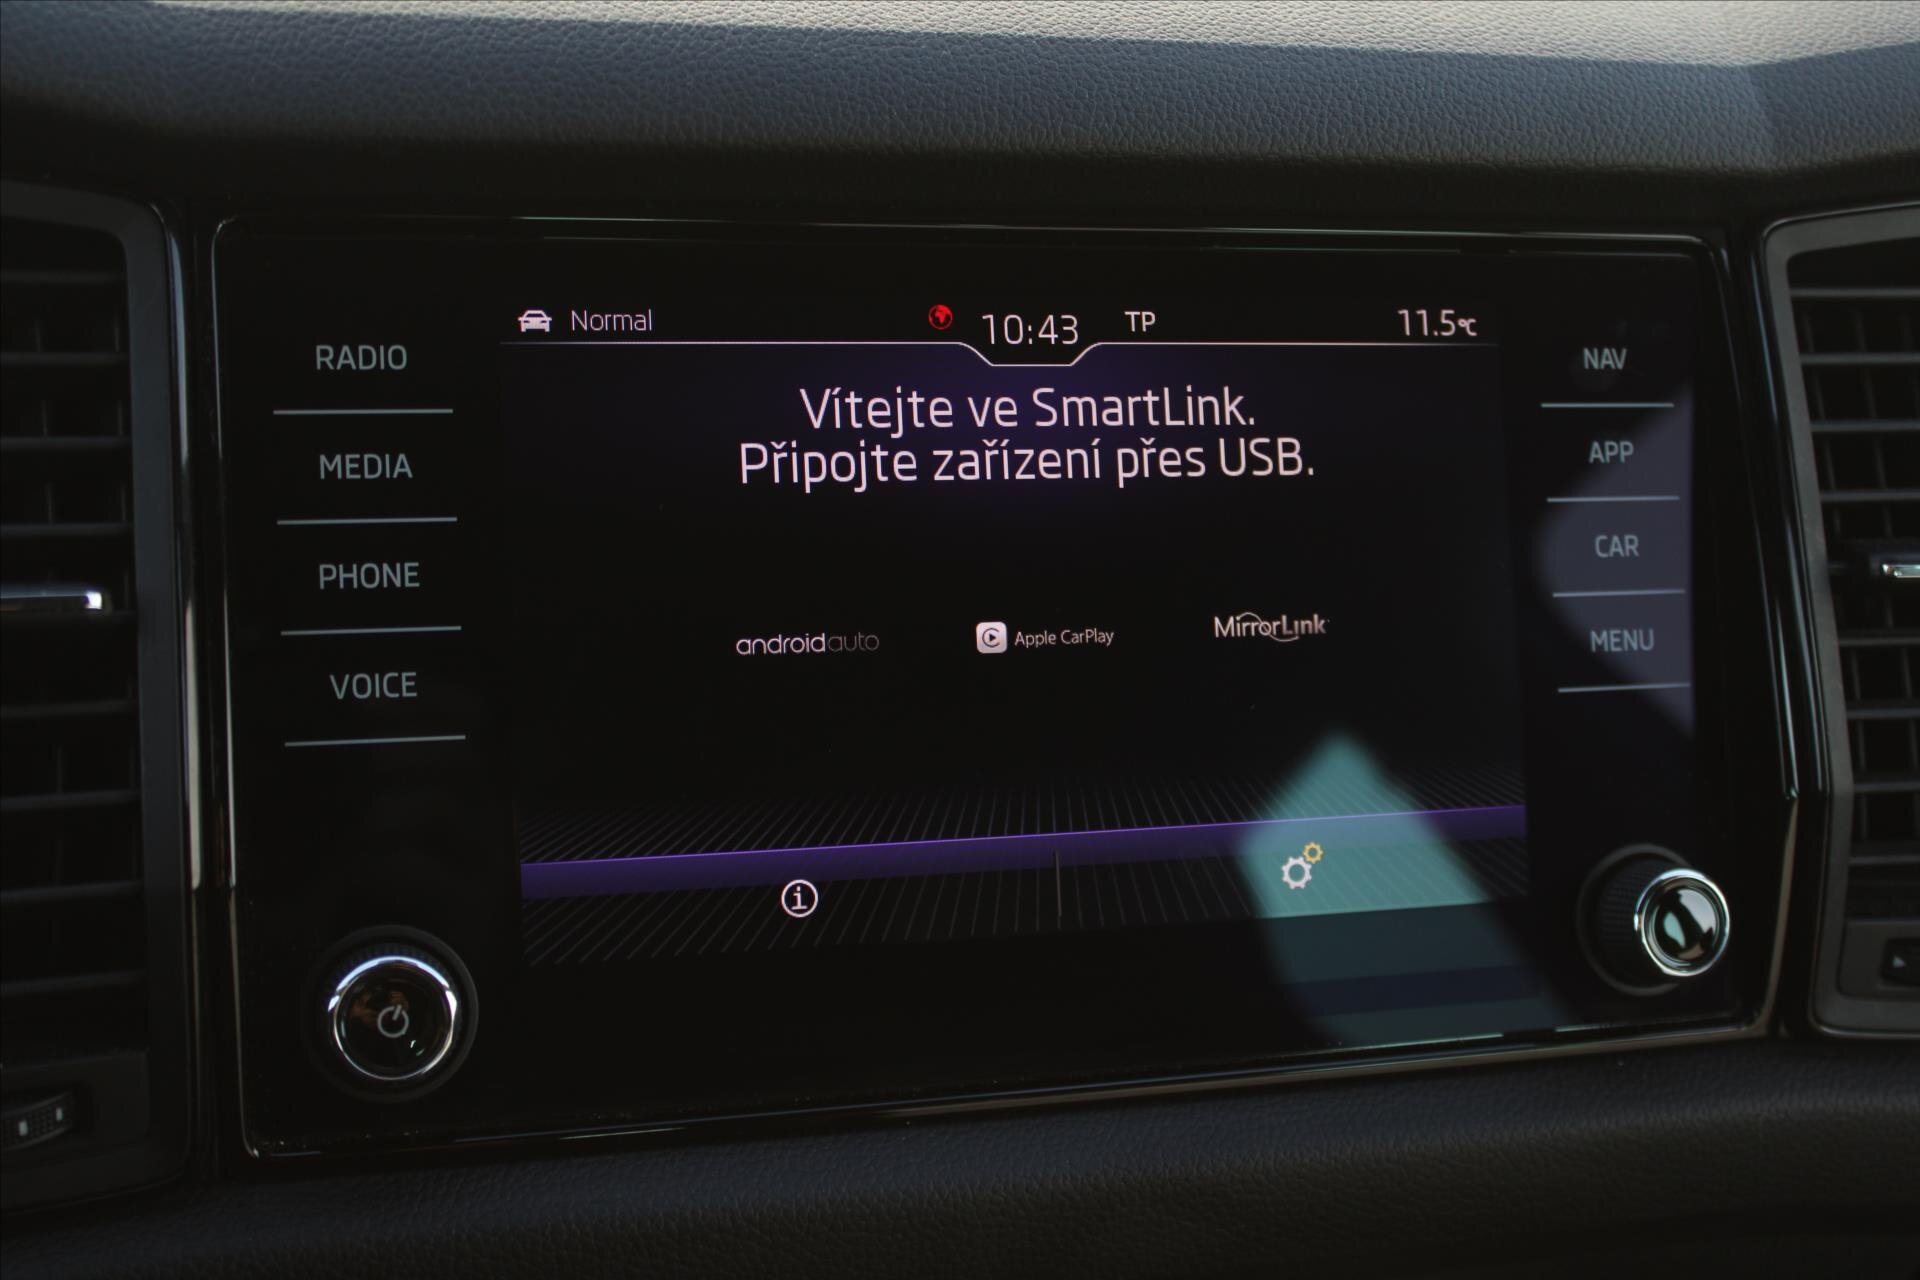 Normal 10:43 TP 11.5°C
RADIO
MEDIA
PHONE
VOICE
Vítejte ve SmartLink.
Připojte zařízení přes USB.
androidauto
Apple CarPlay
MirrorLink
NAV
APP
CAR
MENU